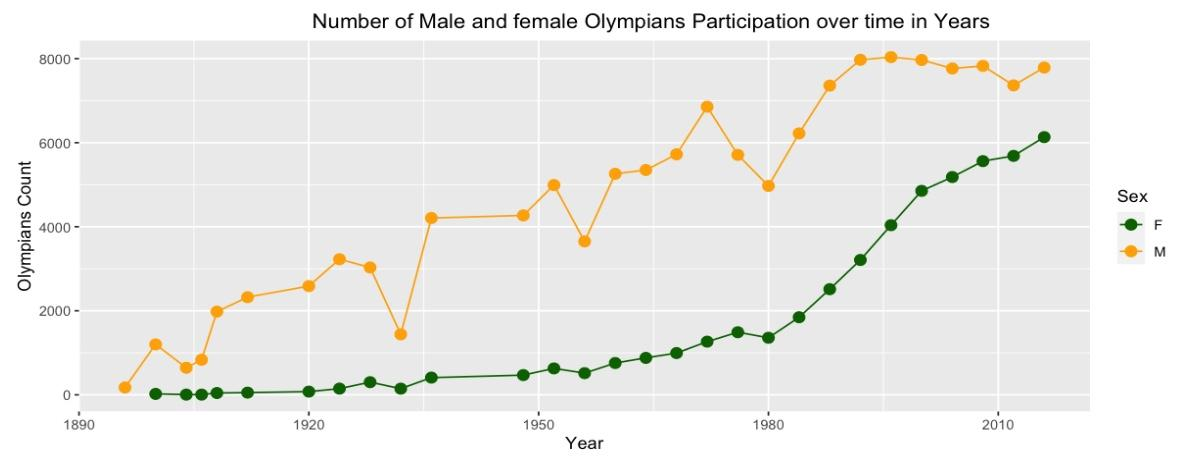 Number of Male and female Olympians Participation over time in Years
8000
6000
4000
2000
0
Olympians Count
1890
1920
1950
1980
2010
Year
Sex
F
M